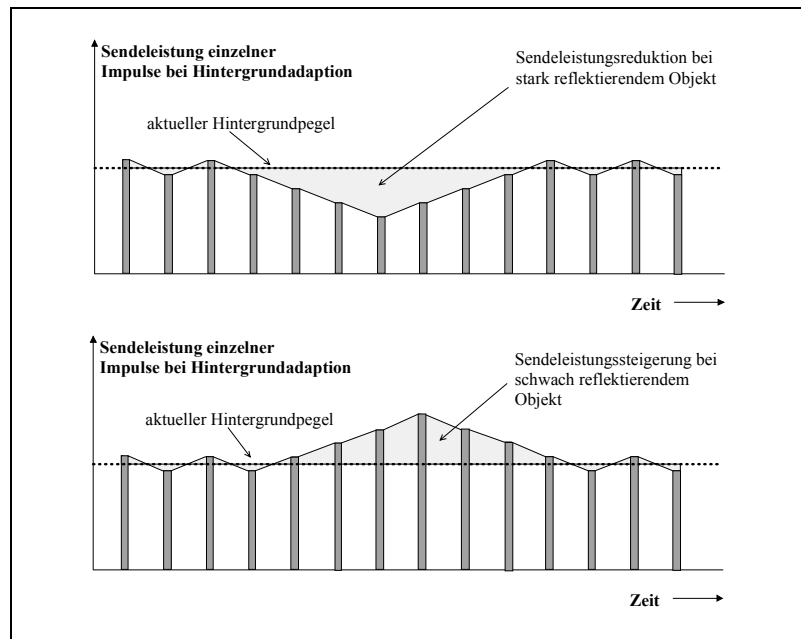 Sendeleistung einzelner
Impulse bei Hintergrundadaption
Sendeleistungsreduktion bei
stark reflektierendem Objekt
aktueller Hintergrundpegel
Zeit
Sendeleistung einzelner
Impulse bei Hintergrundadaption
Sendeleistungssteigerung bei
schwach reflektierendem
Objekt
aktueller Hintergrundpegel
Zeit